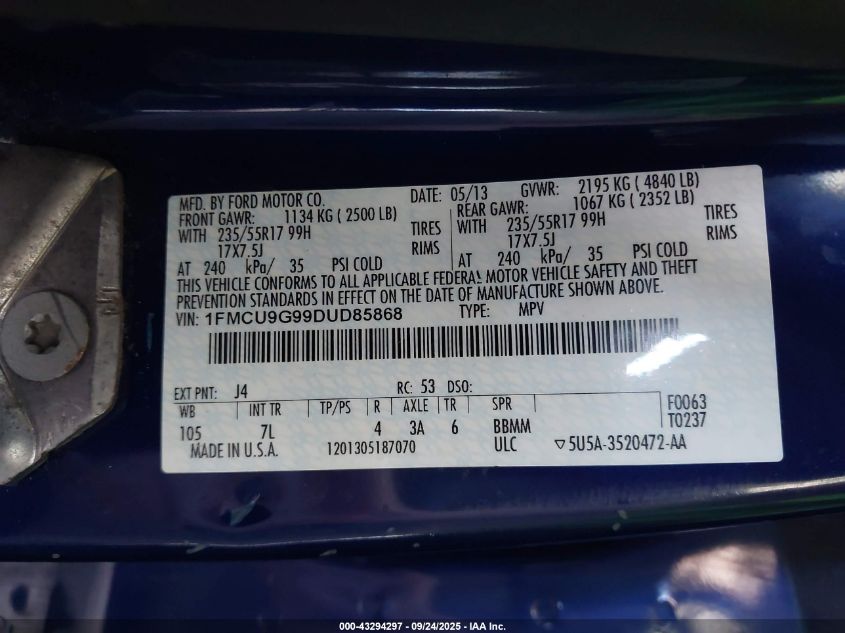 MFD. BY FORD MOTOR CO. DATE: 05/13 GVWR: 2195 KG ( 4840 LB)
FRONT GAWR: 1134 KG ( 2500 LB) REAR GAWR: 1067 KG ( 2352 LB)
WITH 235/55R17 99H TIRES WITH 235/55R17 99H TIRES
17X7.5J RIMS 17X7.5J RIMS
AT 240 kPa/ 35 PSI COLD AT 240 kPa/ 35 PSI COLD
THIS VEHICLE CONFORMS TO ALL APPLICABLE FEDERAL MOTOR VEHICLE SAFETY AND THEFT
PREVENTION STANDARDS IN EFFECT ON THE DATE OF MANUFACTURE SHOWN ABOVE.
VIN: 1FMCU9G99DUD85868 TYPE: MPV
EXT PNT: J4 RC: 53 DSO:
WB INT TR TP/PS R AXLE TR SPR F0063
105 7L 4 3A 6 BBMM T0237
MADE IN U.S.A. 1201305187070 ULC ▽5U5A-3520472-AA
000-43294297 - 09/24/2025 - IAA Inc.